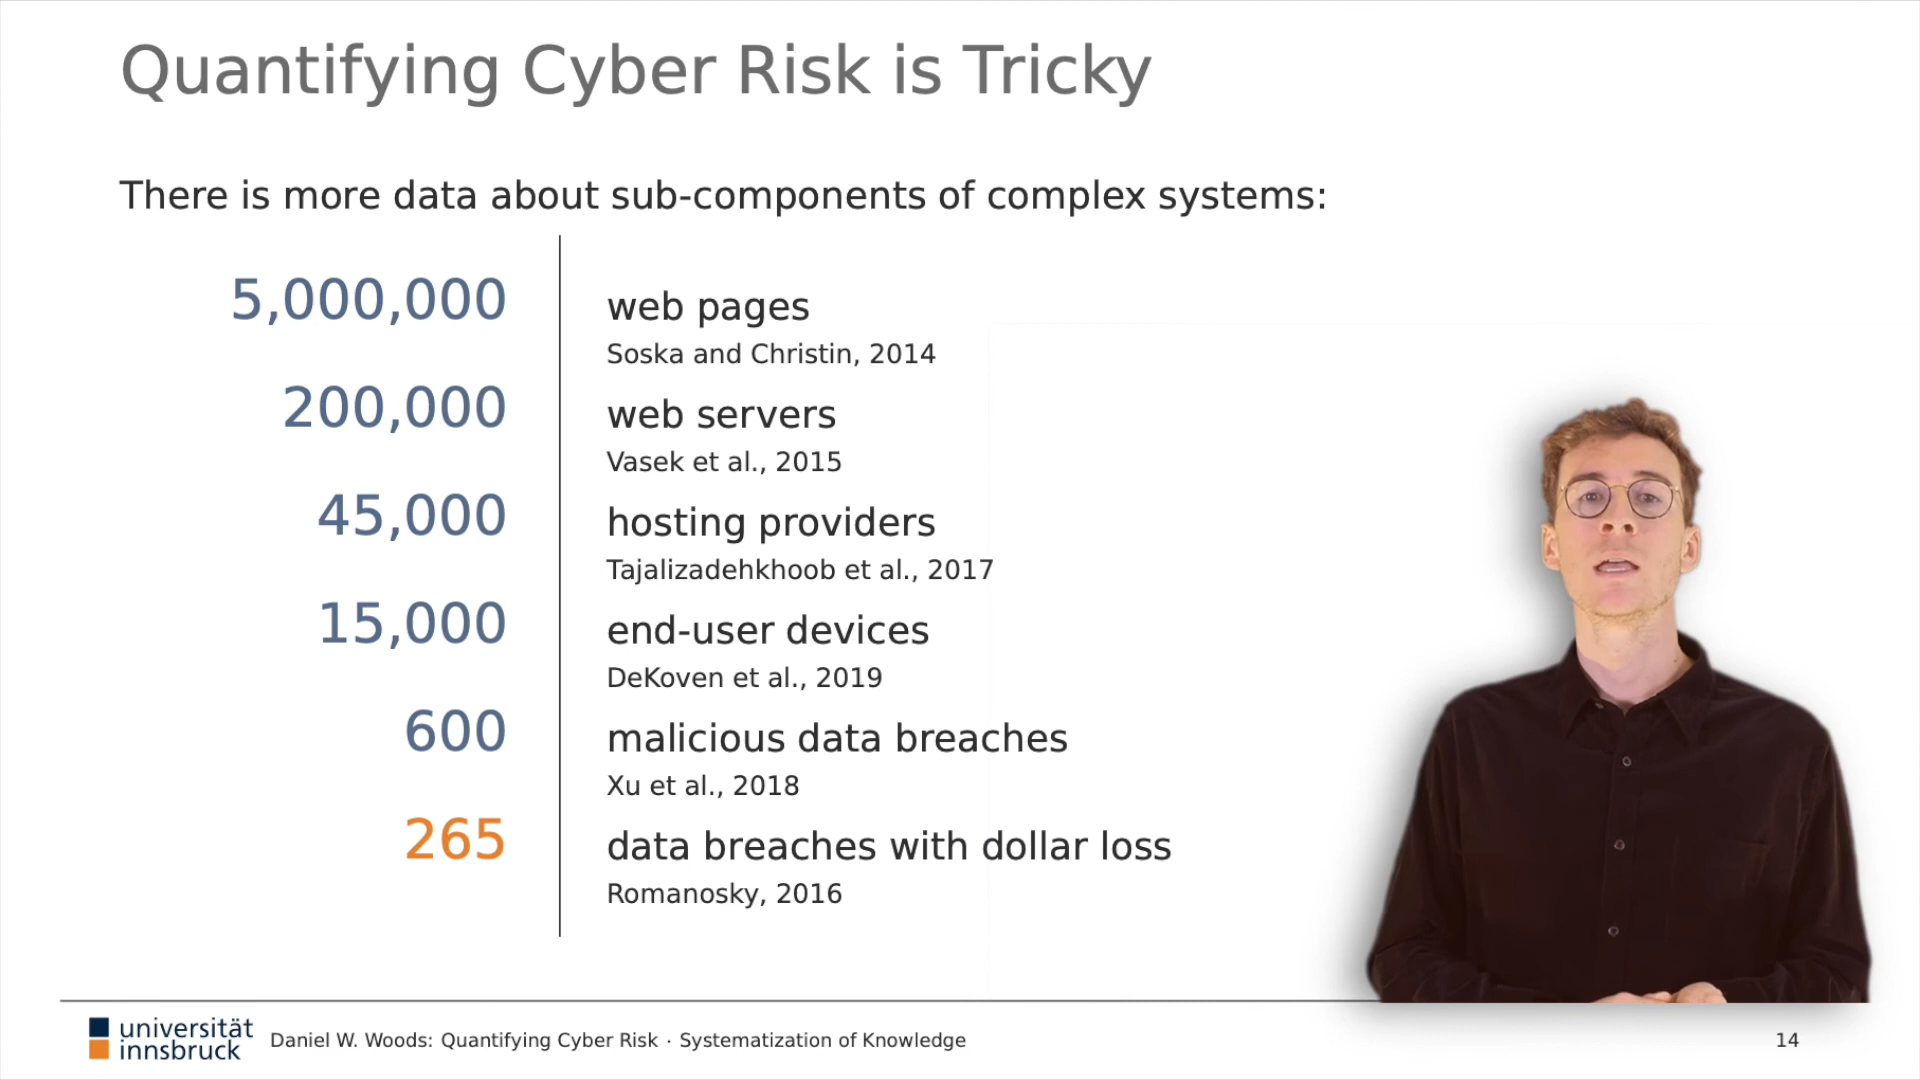 Quantifying Cyber Risk is Tricky
There is more data about sub-components of complex systems:
5,000,000
web pages
Soska and Christin, 2014
200,000
web servers
Vasek et al., 2015
45,000
hosting providers
Tajalizadehkhoob et al., 2017
15,000
end-user devices
DeKoven et al., 2019
600
malicious data breaches
Xu et al., 2018
265
data breaches with dollar loss
Romanosky, 2016
universität
innsbruck
Daniel W. Woods: Quantifying Cyber Risk · Systematization of Knowledge
14